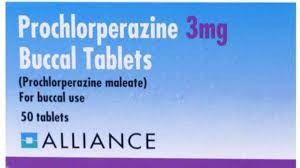 Prochlorperazine 3mg
Buccal Tablets
(Prochlorperazine maleate)
For buccal use
50 tablets
ALLIANCE